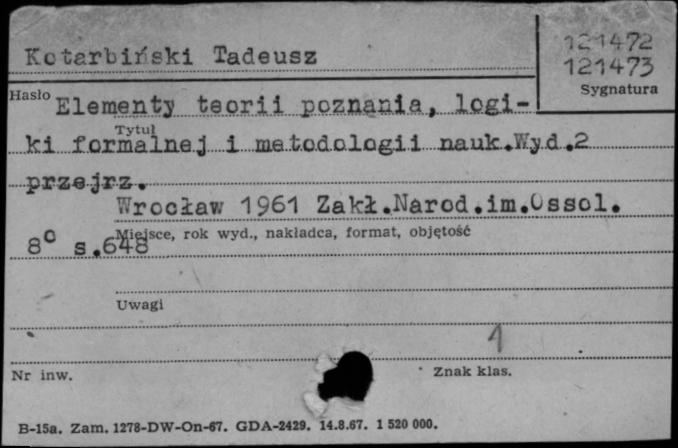 121472
Kotarbiński Tadeusz
121473
Sygnatura
Hasło
Elementy teorii poznania, logi-
Tytuł
ki formalnej i metodologii nauk.Wyd.2
przejrz.
Wrocław 1961 Zakł.Narod.im.Ossol.
Miejsce, rok wyd., nakładca, format, objętość
8° s.648
Uwagi
1
Nr inw.
Znak klas.
B-15a. Zam. 1278-DW-On-67. GDA-2429. 14.8.67. 1 520 000.